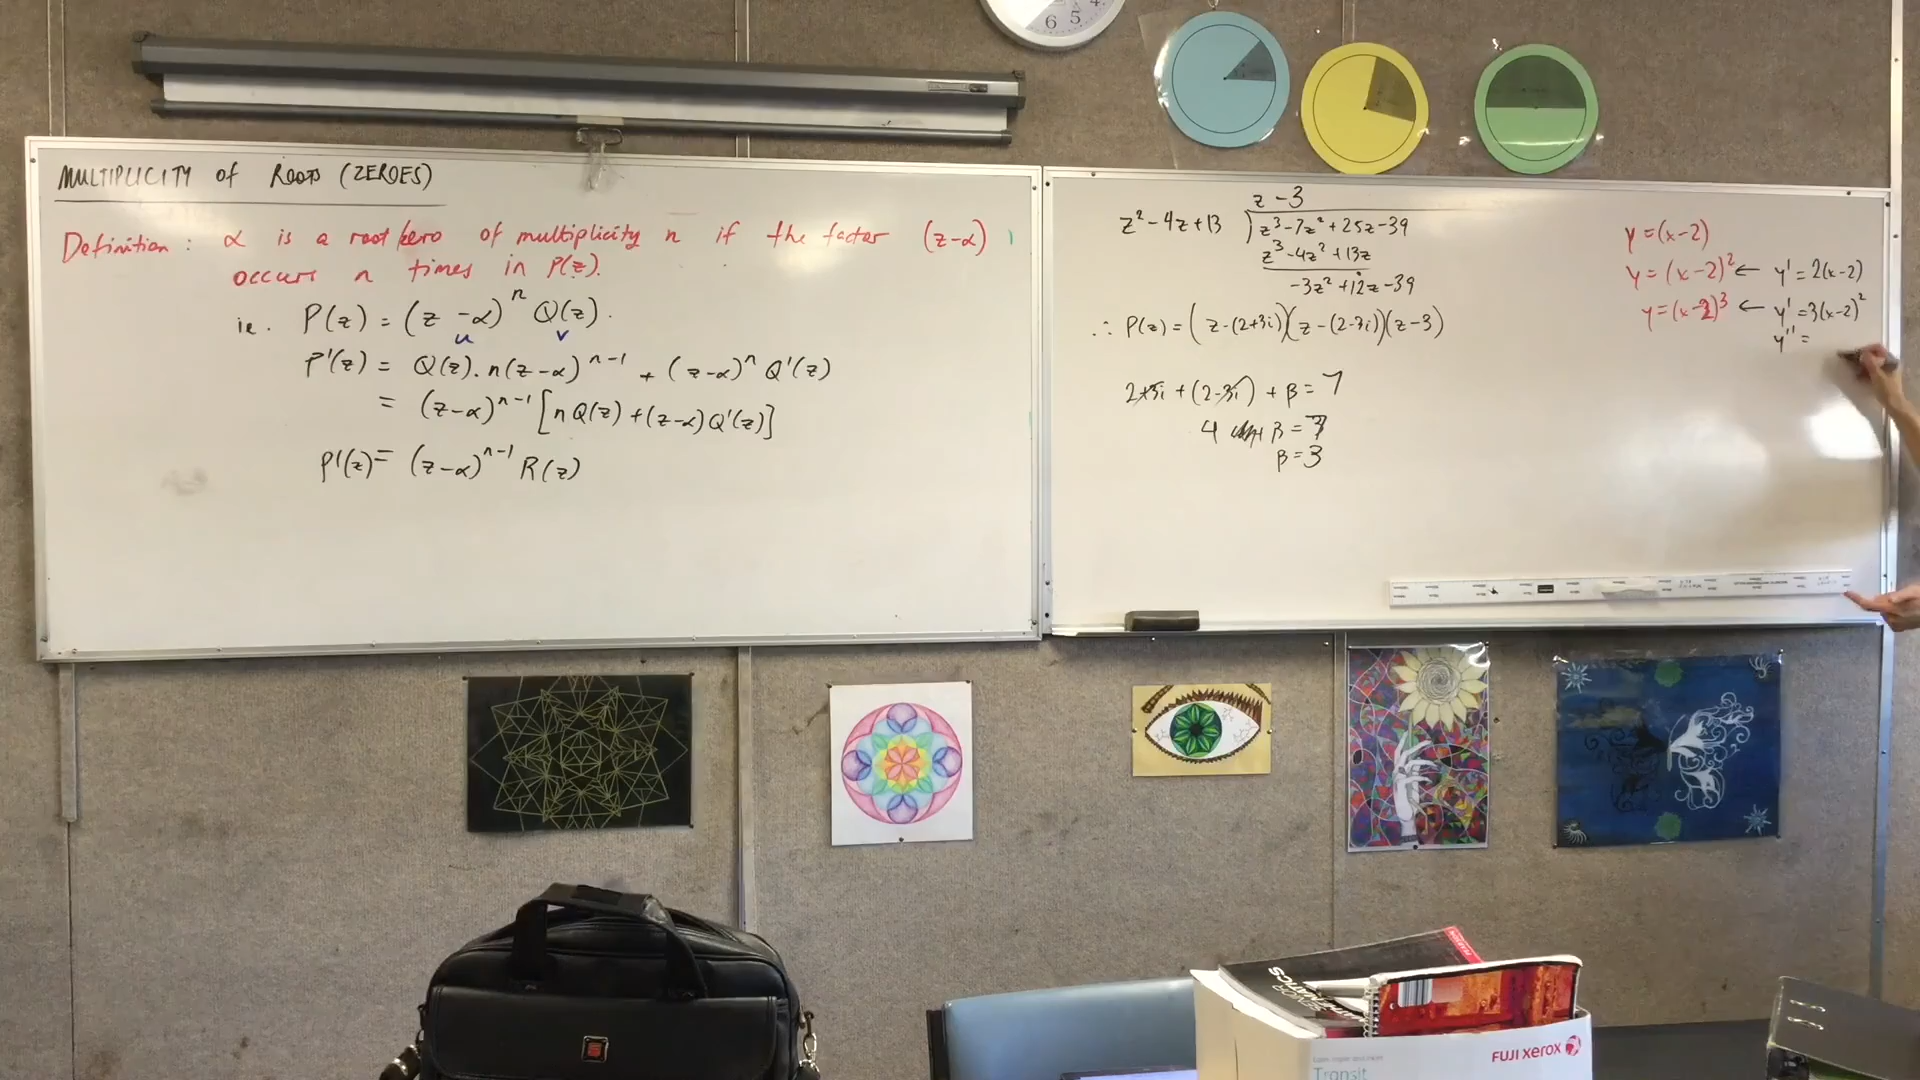 MULTIPLICITY of ROOTS (ZEROES)
Definition: α is a root/zero of multiplicity n if the factor (z-α)
occurs n times in P(z).
ie. P(z) = (z-α)ⁿ Q(z).
u v
P'(z) = Q(z). n(z-α)ⁿ⁻¹ + (z-α)ⁿ Q'(z)
= (z-α)ⁿ⁻¹ [nQ(z) + (z-α)Q'(z)]
P'(z) = (z-α)ⁿ⁻¹ R(z)
z - 3
z² - 4z + 13 ) z³ - 7z² + 25z - 39
z³ - 4z² + 13z
-3z² + 12z - 39
∴ P(z) = (z-(2+3i))(z-(2-3i))(z-3)
2+3i + (2-3i) + β = 7
4 β = 7
β = 3
y = (x-2)
y = (x-2)² ← y' = 2(x-2)
y = (x-2)³ ← y' = 3(x-2)²
y'' =
6 5 4
FUJI XEROX
Transit